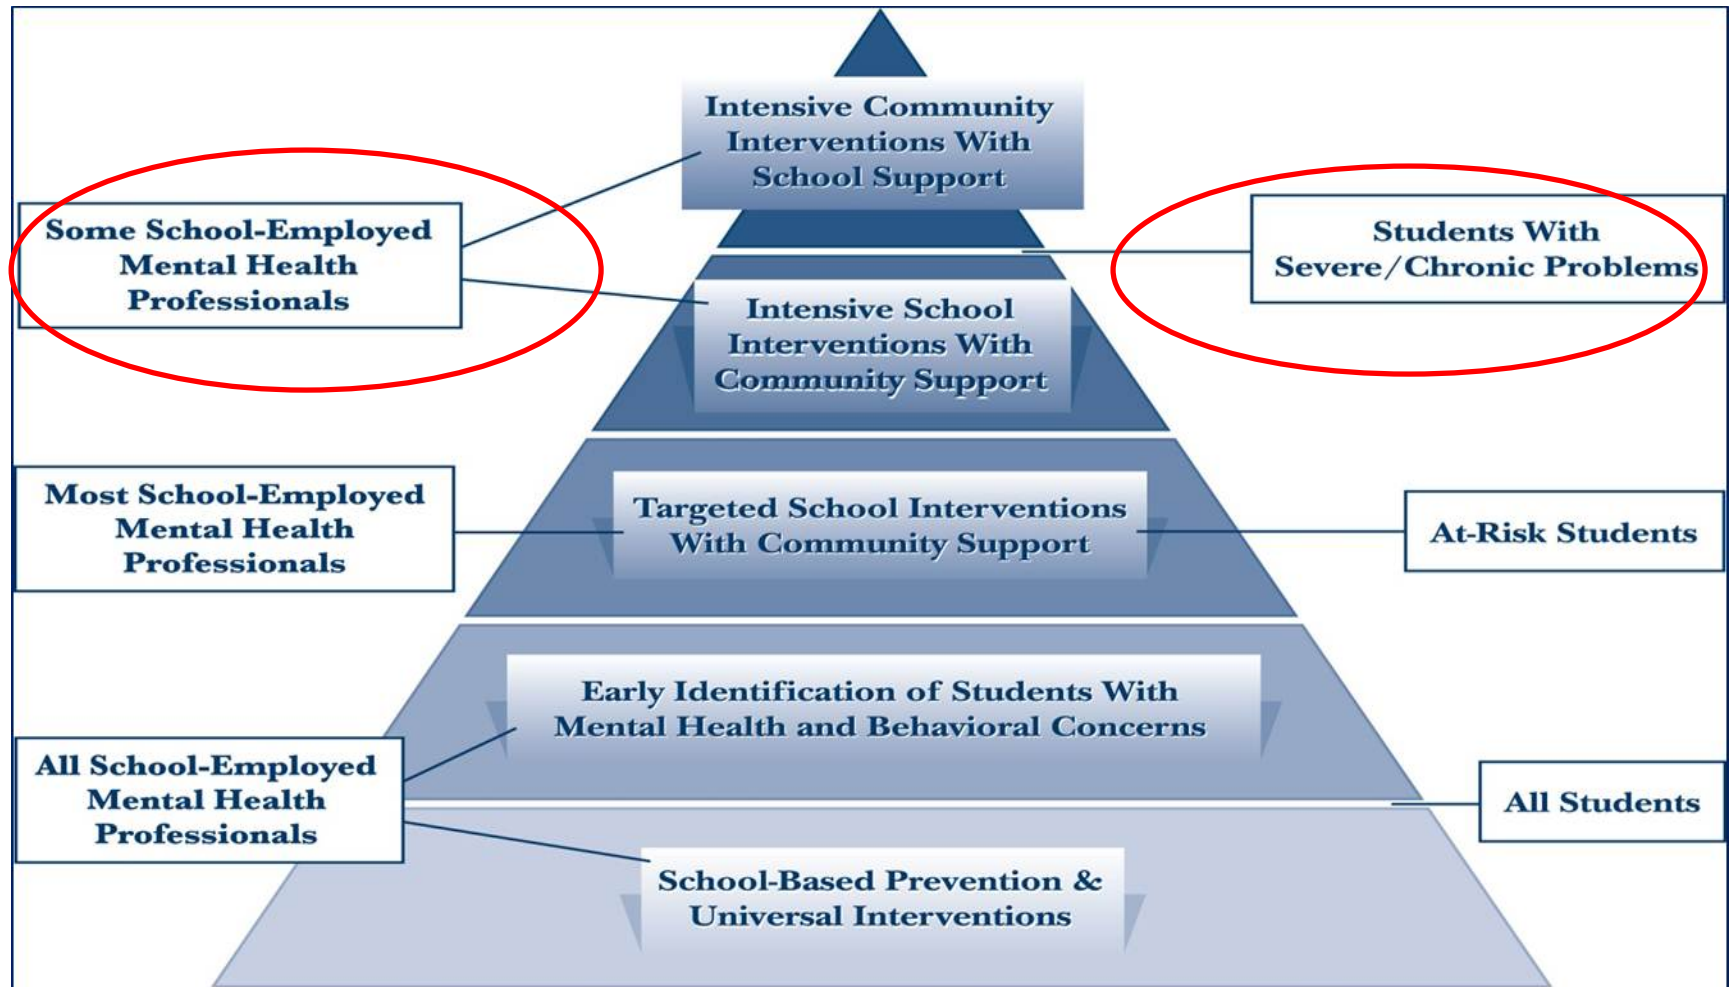 Intensive Community
Interventions With
School Support
Some School-Employed
Mental Health
Professionals
Students With
Severe/Chronic Problems
Intensive School
Interventions With
Community Support
Most School-Employed
Mental Health
Professionals
Targeted School Interventions
With Community Support
At-Risk Students
Early Identification of Students With
Mental Health and Behavioral Concerns
All School-Employed
Mental Health
Professionals
All Students
School-Based Prevention &
Universal Interventions